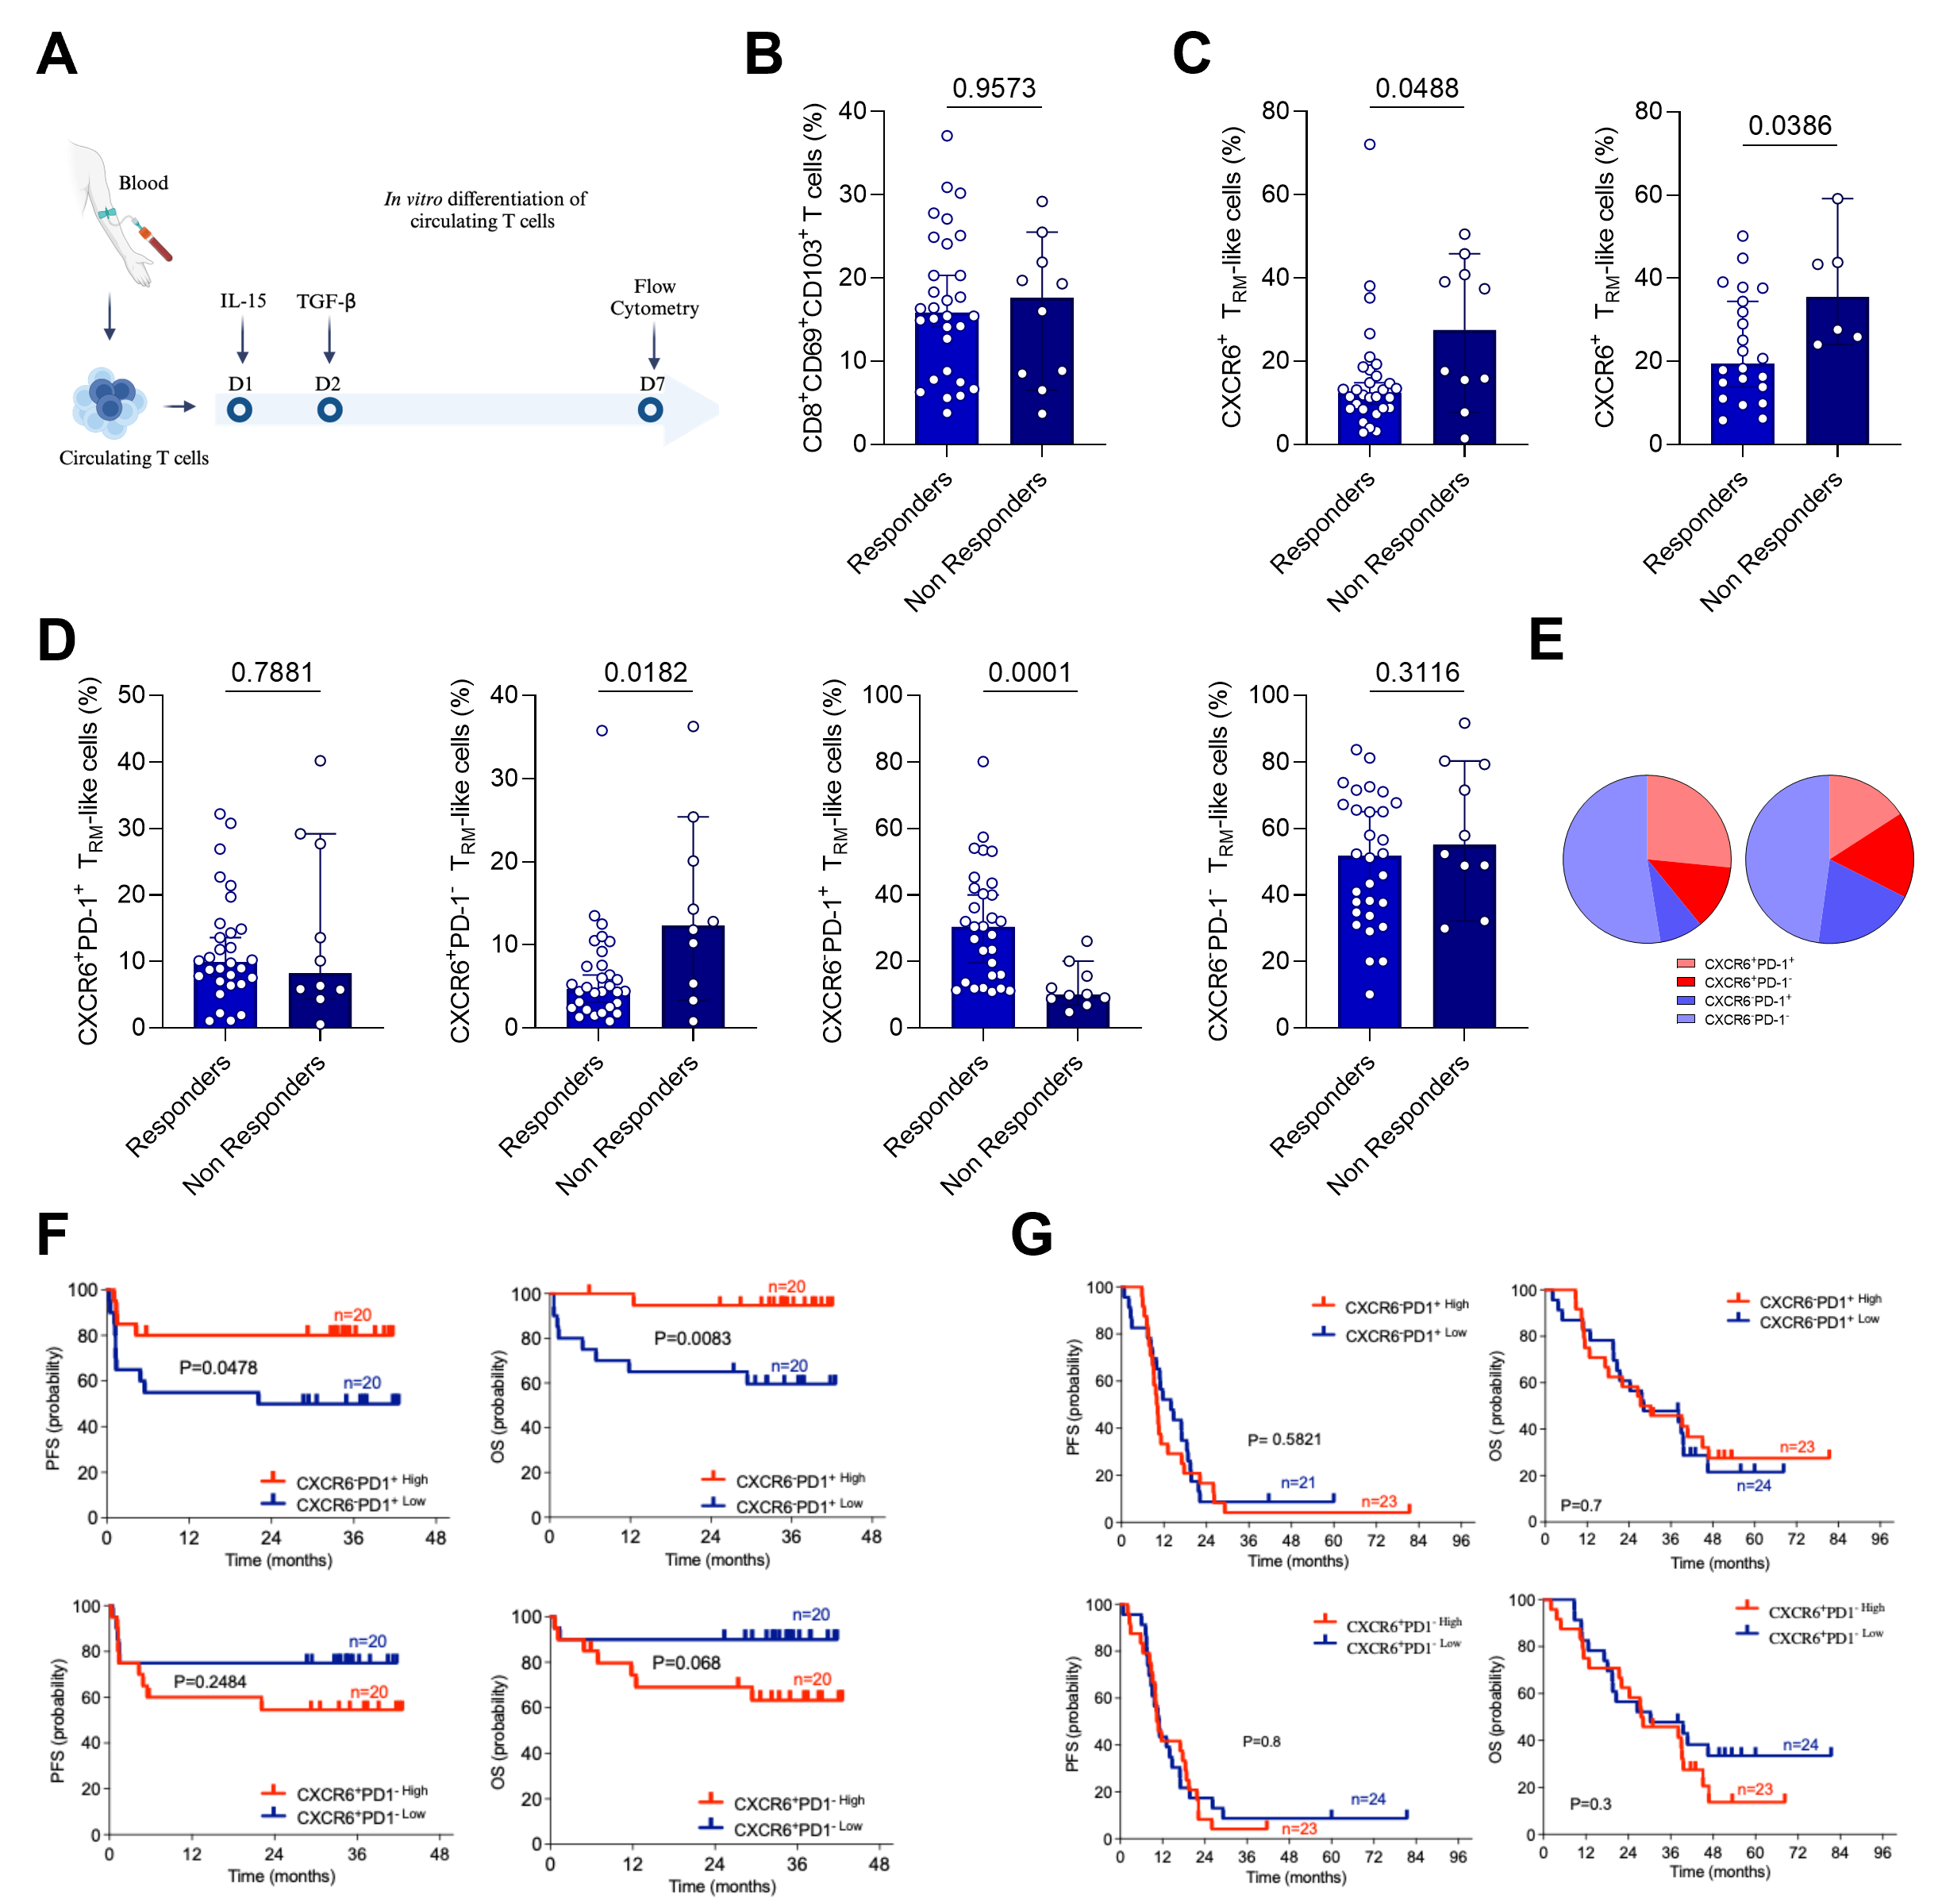 A
Blood
In vitro differentiation of
circulating T cells
IL-15
TGF-β
Flow
Cytometry
D1
D2
D7
Circulating T cells
B
0.9573
CD8⁺CD69⁺CD103⁺ T cells (%)
40
30
20
10
0
Responders
Non Responders
C
0.0488
CXCR6⁺ TRM-like cells (%)
80
60
40
20
0
Responders
Non Responders
0.0386
CXCR6⁺ TRM-like cells (%)
80
60
40
20
0
Responders
Non Responders
D
0.7881
CXCR6⁺PD-1⁺ TRM-like cells (%)
50
40
30
20
10
0
Responders
Non Responders
0.0182
CXCR6⁺PD-1⁻ TRM-like cells (%)
40
30
20
10
0
Responders
Non Responders
0.0001
CXCR6⁻PD-1⁺ TRM-like cells (%)
100
80
60
40
20
0
Responders
Non Responders
0.3116
CXCR6⁻PD-1⁻ TRM-like cells (%)
100
80
60
40
20
0
Responders
Non Responders
E
CXCR6⁺PD-1⁺
CXCR6⁺PD-1⁻
CXCR6⁻PD-1⁺
CXCR6⁻PD-1⁻
F
PFS (probability)
100
80
60
40
20
0
n=20
P=0.0478
n=20
CXCR6⁻PD1⁺ High
CXCR6⁻PD1⁺ Low
0 12 24 36 48
Time (months)
OS (probability)
100
80
60
40
20
0
n=20
P=0.0083
n=20
CXCR6⁻PD1⁺ High
CXCR6⁻PD1⁺ Low
0 12 24 36 48
Time (months)
PFS (probability)
100
80
60
40
20
0
n=20
P=0.2484
n=20
CXCR6⁺PD1⁻ High
CXCR6⁺PD1⁻ Low
0 12 24 36 48
Time (months)
OS (probability)
100
80
60
40
20
0
n=20
P=0.068
n=20
CXCR6⁺PD1⁻ High
CXCR6⁺PD1⁻ Low
0 12 24 36 48
Time (months)
G
PFS (probability)
100
80
60
40
20
0
CXCR6⁻PD1⁺ High
CXCR6⁻PD1⁺ Low
P= 0.5821
n=21
n=23
0 12 24 36 48 60 72 84 96
Time (months)
OS ( probability)
100
80
60
40
20
0
CXCR6⁻PD1⁺ High
CXCR6⁻PD1⁺ Low
n=23
n=24
P=0.7
0 12 24 36 48 60 72 84 96
Time (months)
PFS (probability)
100
80
60
40
20
0
CXCR6⁺PD1⁻ High
CXCR6⁺PD1⁻ Low
P=0.8
n=24
n=23
0 12 24 36 48 60 72 84 96
Time (months)
OS (probability)
100
80
60
40
20
0
CXCR6⁺PD1⁻ High
CXCR6⁺PD1⁻ Low
n=24
n=23
P=0.3
0 12 24 36 48 60 72 84 96
Time (months)